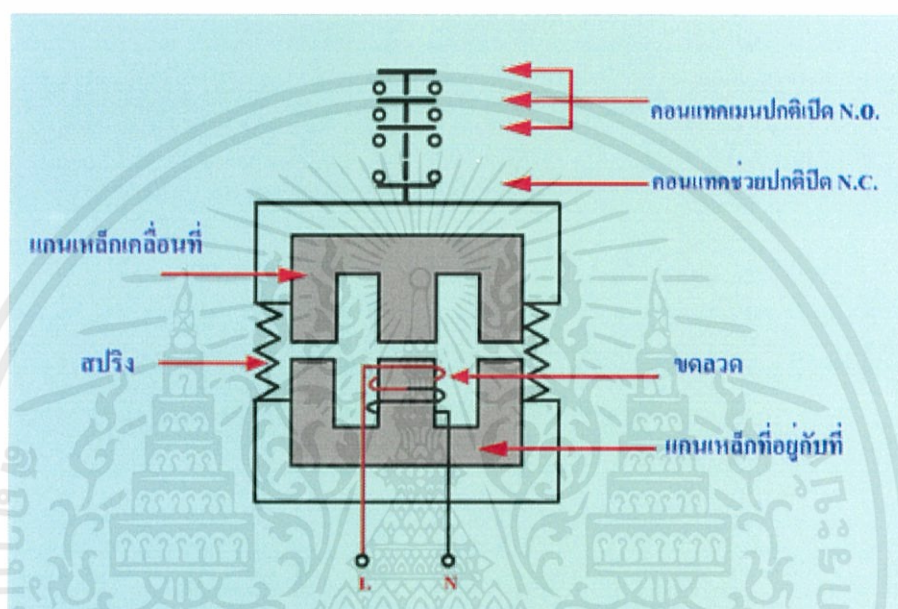 คอนแทคเมนปกติเปิด N.O.
คอนแทคช่วยปกติปิด N.C.
แกนเหล็กเคลื่อนที่
สปริง
ขดลวด
แกนเหล็กที่อยู่กับที่
L N